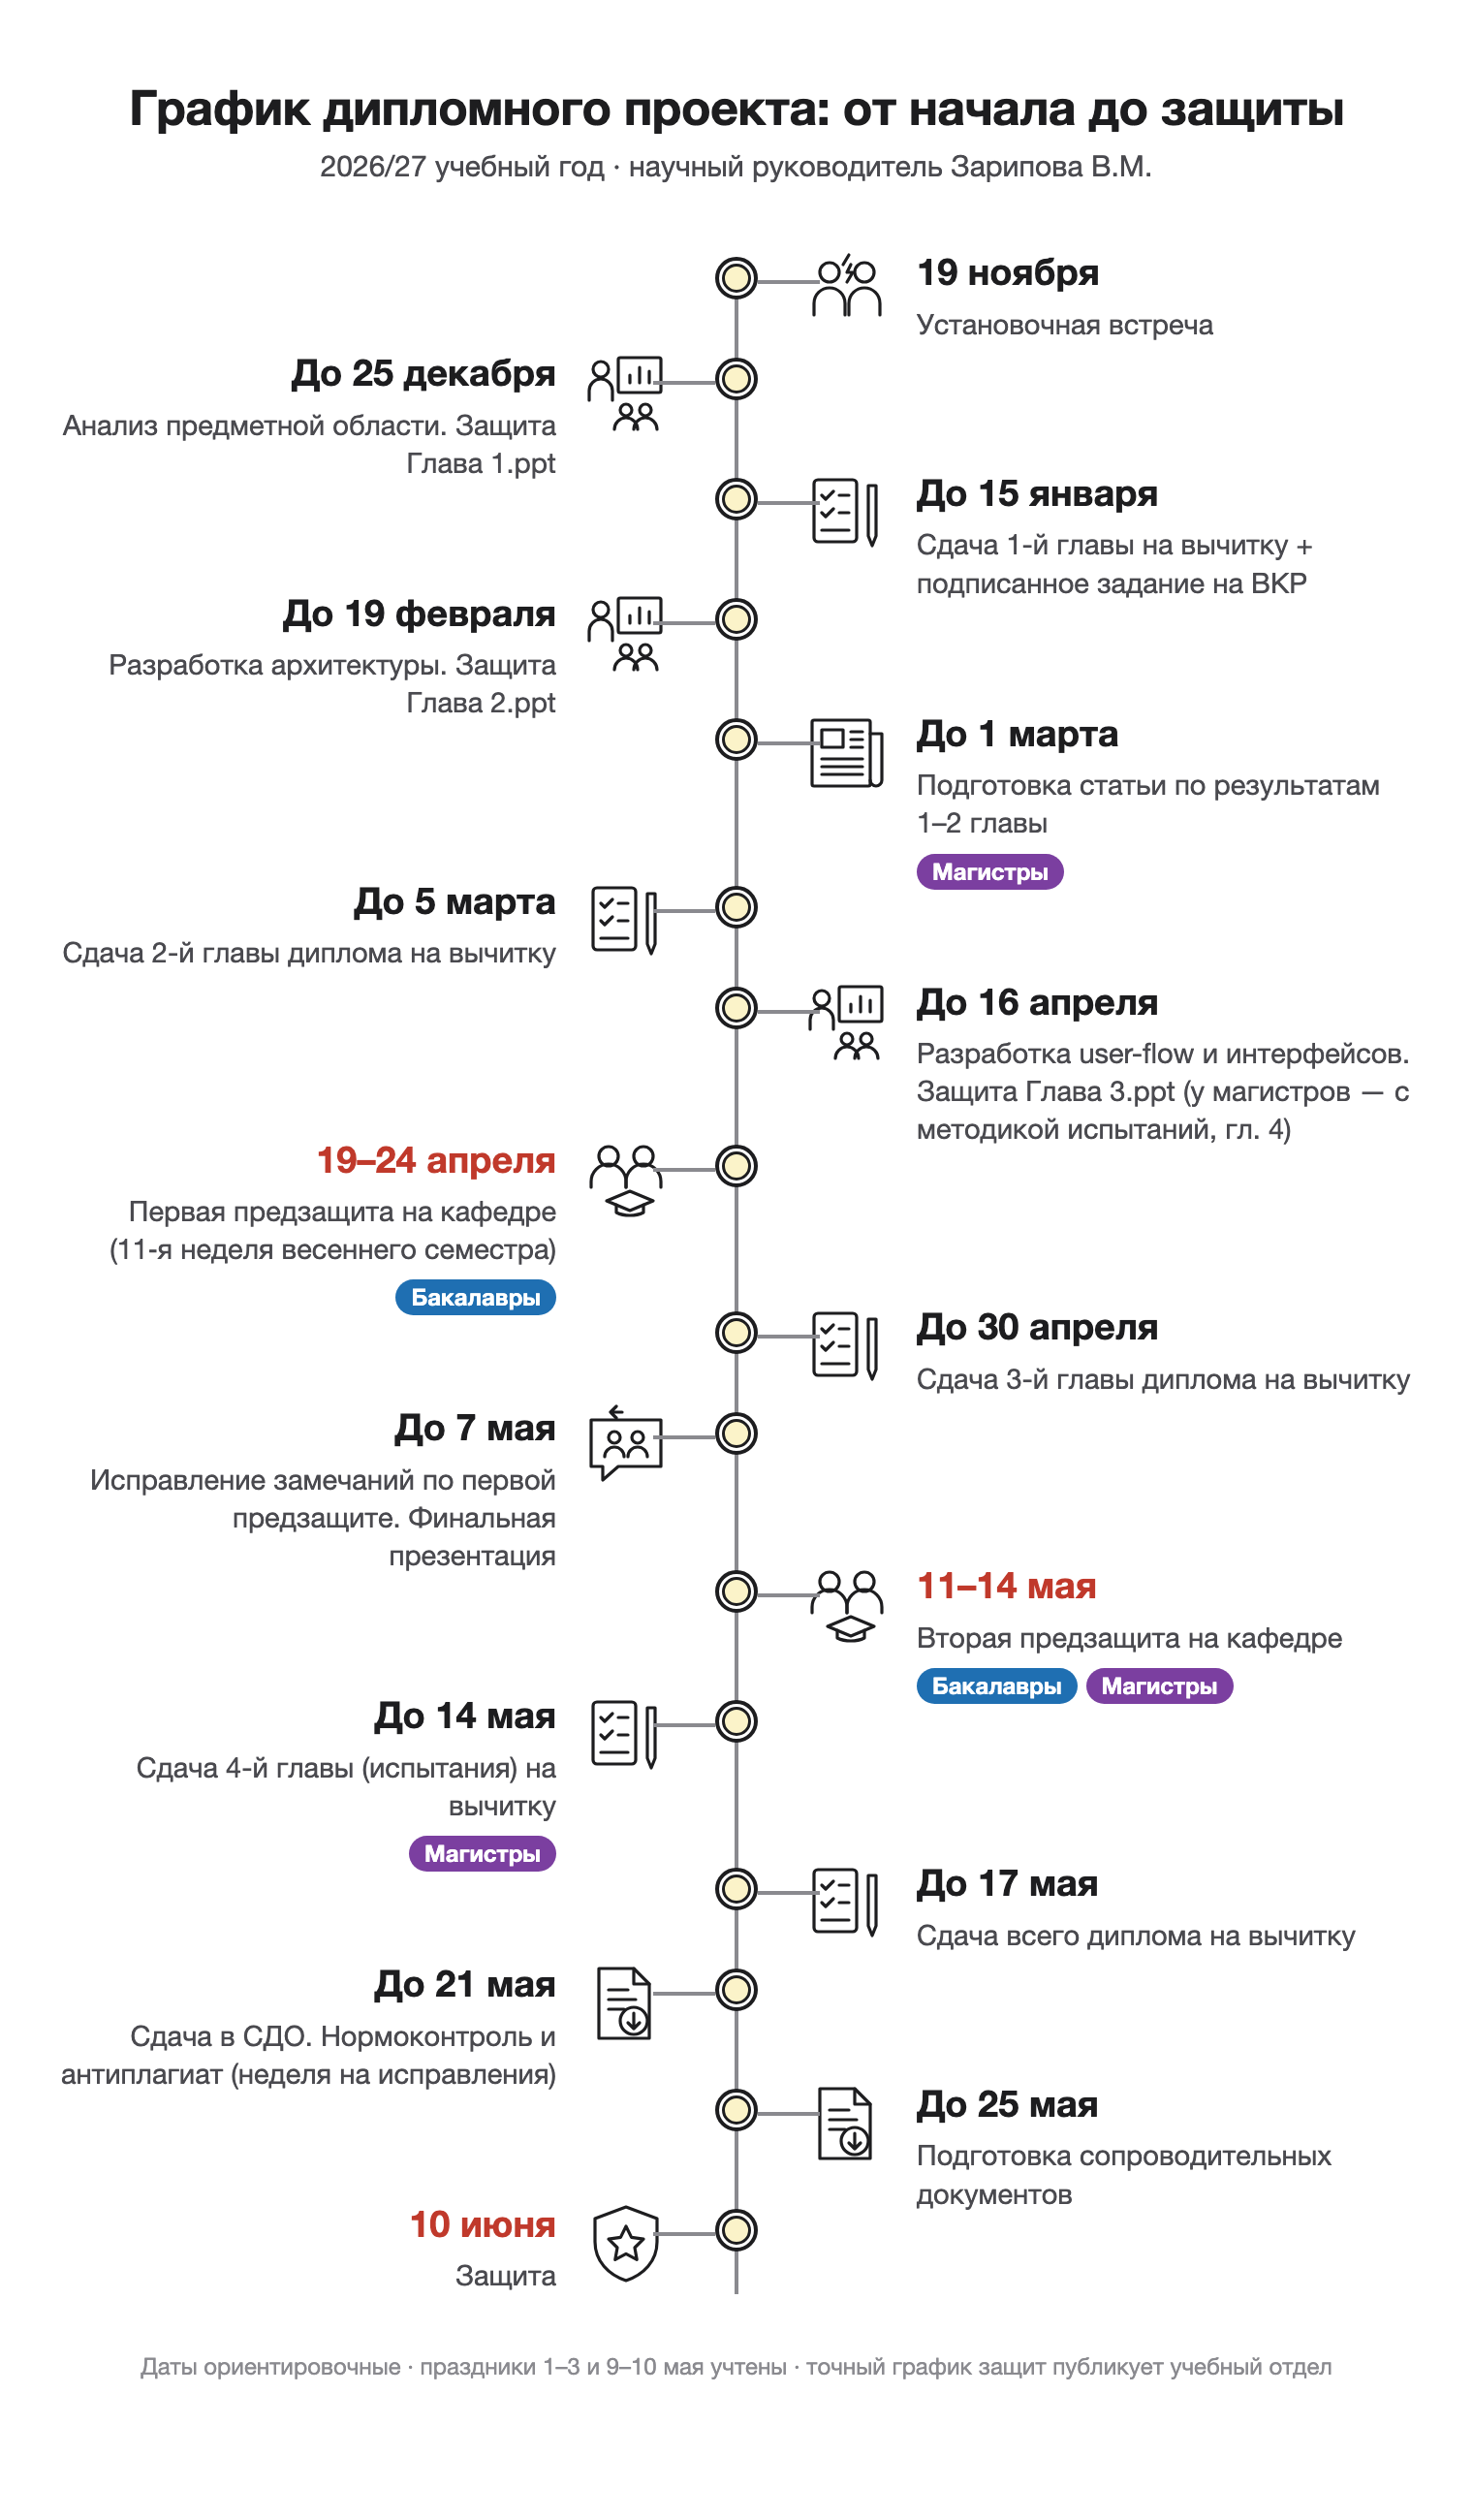 График дипломного проекта: от начала до защиты
2026/27 учебный год · научный руководитель Зарипова В.М.
19 ноября
Установочная встреча
До 25 декабря
Анализ предметной области. Защита
Глава 1.ppt
До 15 января
Сдача 1-й главы на вычитку +
подписанное задание на ВКР
До 19 февраля
Разработка архитектуры. Защита
Глава 2.ppt
До 1 марта
Подготовка статьи по результатам
1–2 главы
Магистры
До 5 марта
Сдача 2-й главы диплома на вычитку
До 16 апреля
Разработка user-flow и интерфейсов.
Защита Глава 3.ppt (у магистров — с
методикой испытаний, гл. 4)
19–24 апреля
Первая предзащита на кафедре
(11-я неделя весеннего семестра)
Бакалавры
До 30 апреля
Сдача 3-й главы диплома на вычитку
До 7 мая
Исправление замечаний по первой
предзащите. Финальная
презентация
11–14 мая
Вторая предзащита на кафедре
Бакалавры Магистры
До 14 мая
Сдача 4-й главы (испытания) на
вычитку
Магистры
До 17 мая
Сдача всего диплома на вычитку
До 21 мая
Сдача в СДО. Нормоконтроль и
антиплагиат (неделя на исправления)
До 25 мая
Подготовка сопроводительных
документов
10 июня
Защита
Даты ориентировочные · праздники 1–3 и 9–10 мая учтены · точный график защит публикует учебный отдел